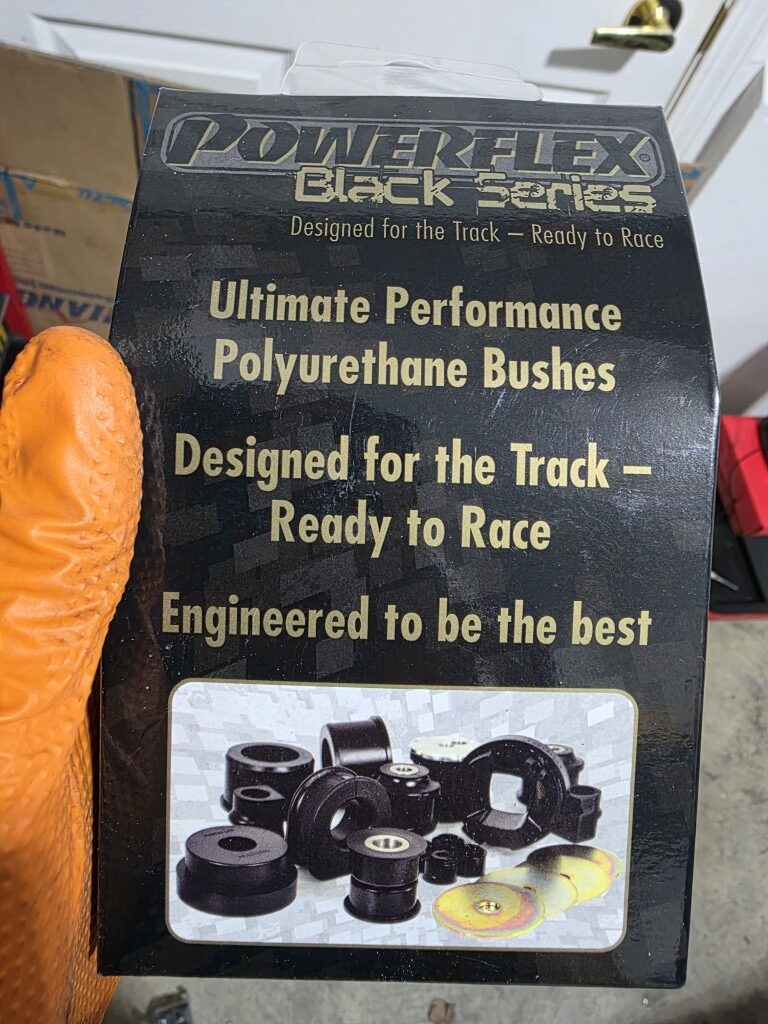 POWERFLEX
Black Series
Designed for the Track – Ready to Race
Ultimate Performance
Polyurethane Bushes
Designed for the Track –
Ready to Race
Engineered to be the best